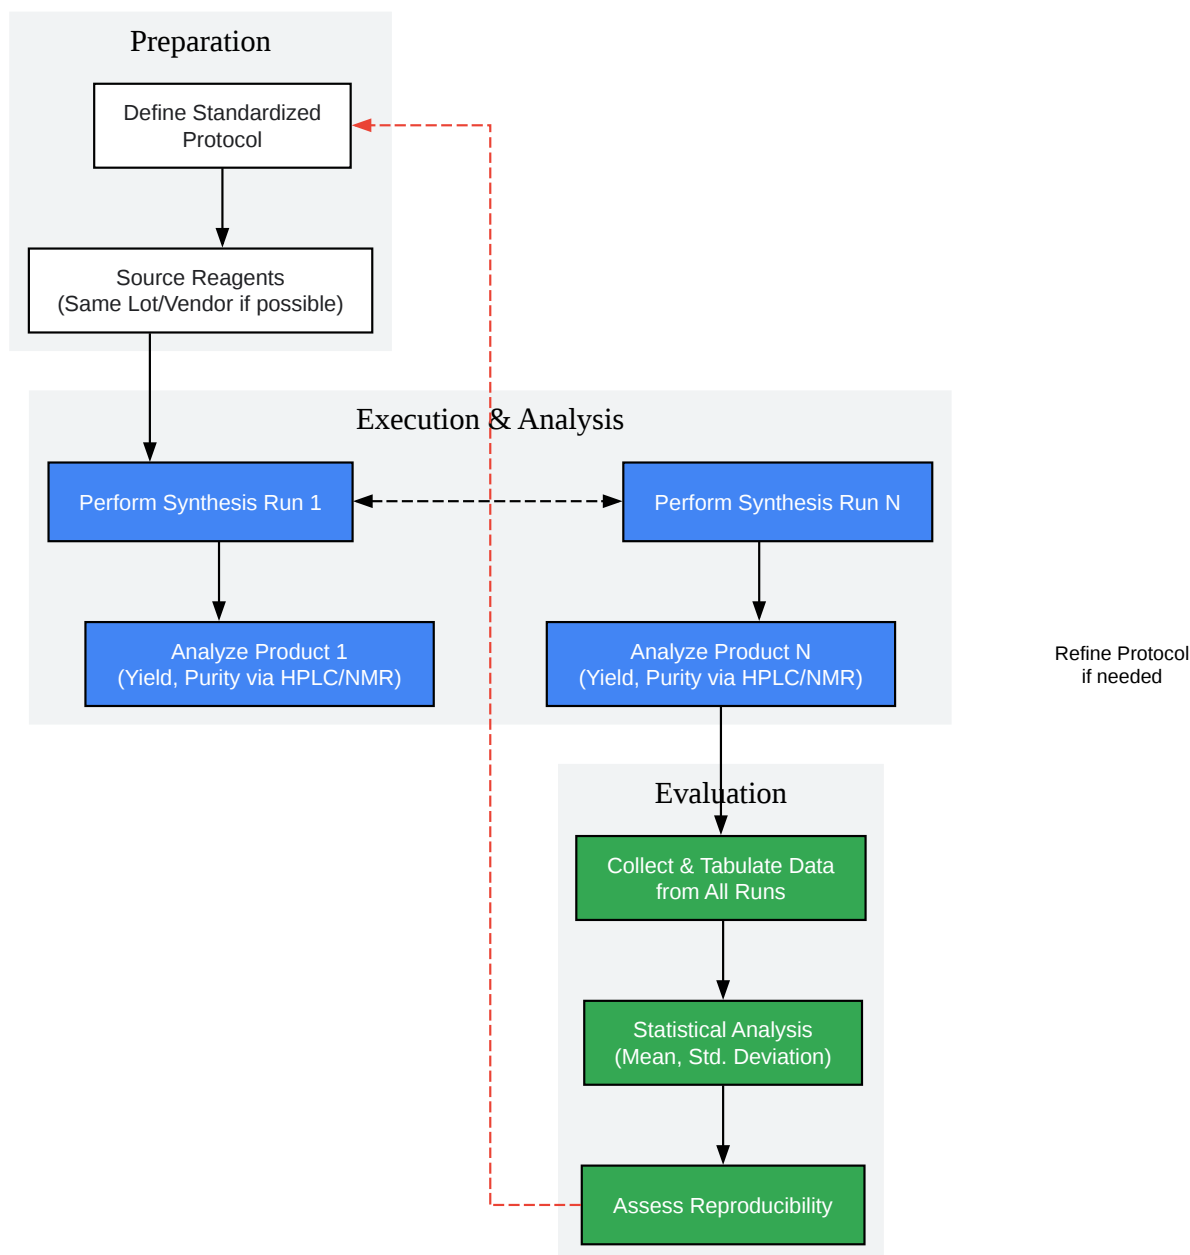 Preparation
Define Standardized
Protocol
Source Reagents
(Same Lot/Vendor if possible)
Execution & Analysis
Perform Synthesis Run 1
Perform Synthesis Run N
Analyze Product 1
(Yield, Purity via HPLC/NMR)
Analyze Product N
(Yield, Purity via HPLC/NMR)
Refine Protocol
if needed
Evaluation
Collect & Tabulate Data
from All Runs
Statistical Analysis
(Mean, Std. Deviation)
Assess Reproducibility